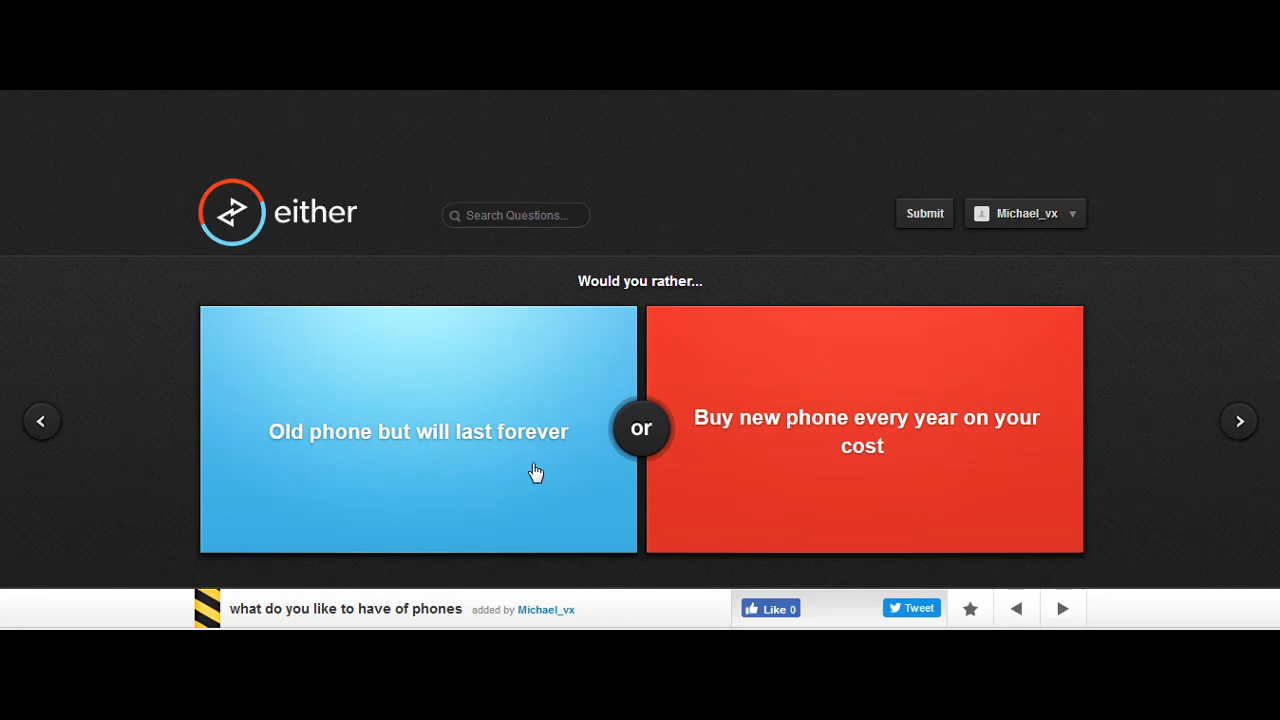 either
Search Questions...
Submit
Michael_vx
Would you rather...
Old phone but will last forever
or
Buy new phone every year on your
cost
what do you like to have of phones added by Michael_vx
Like 0
Tweet